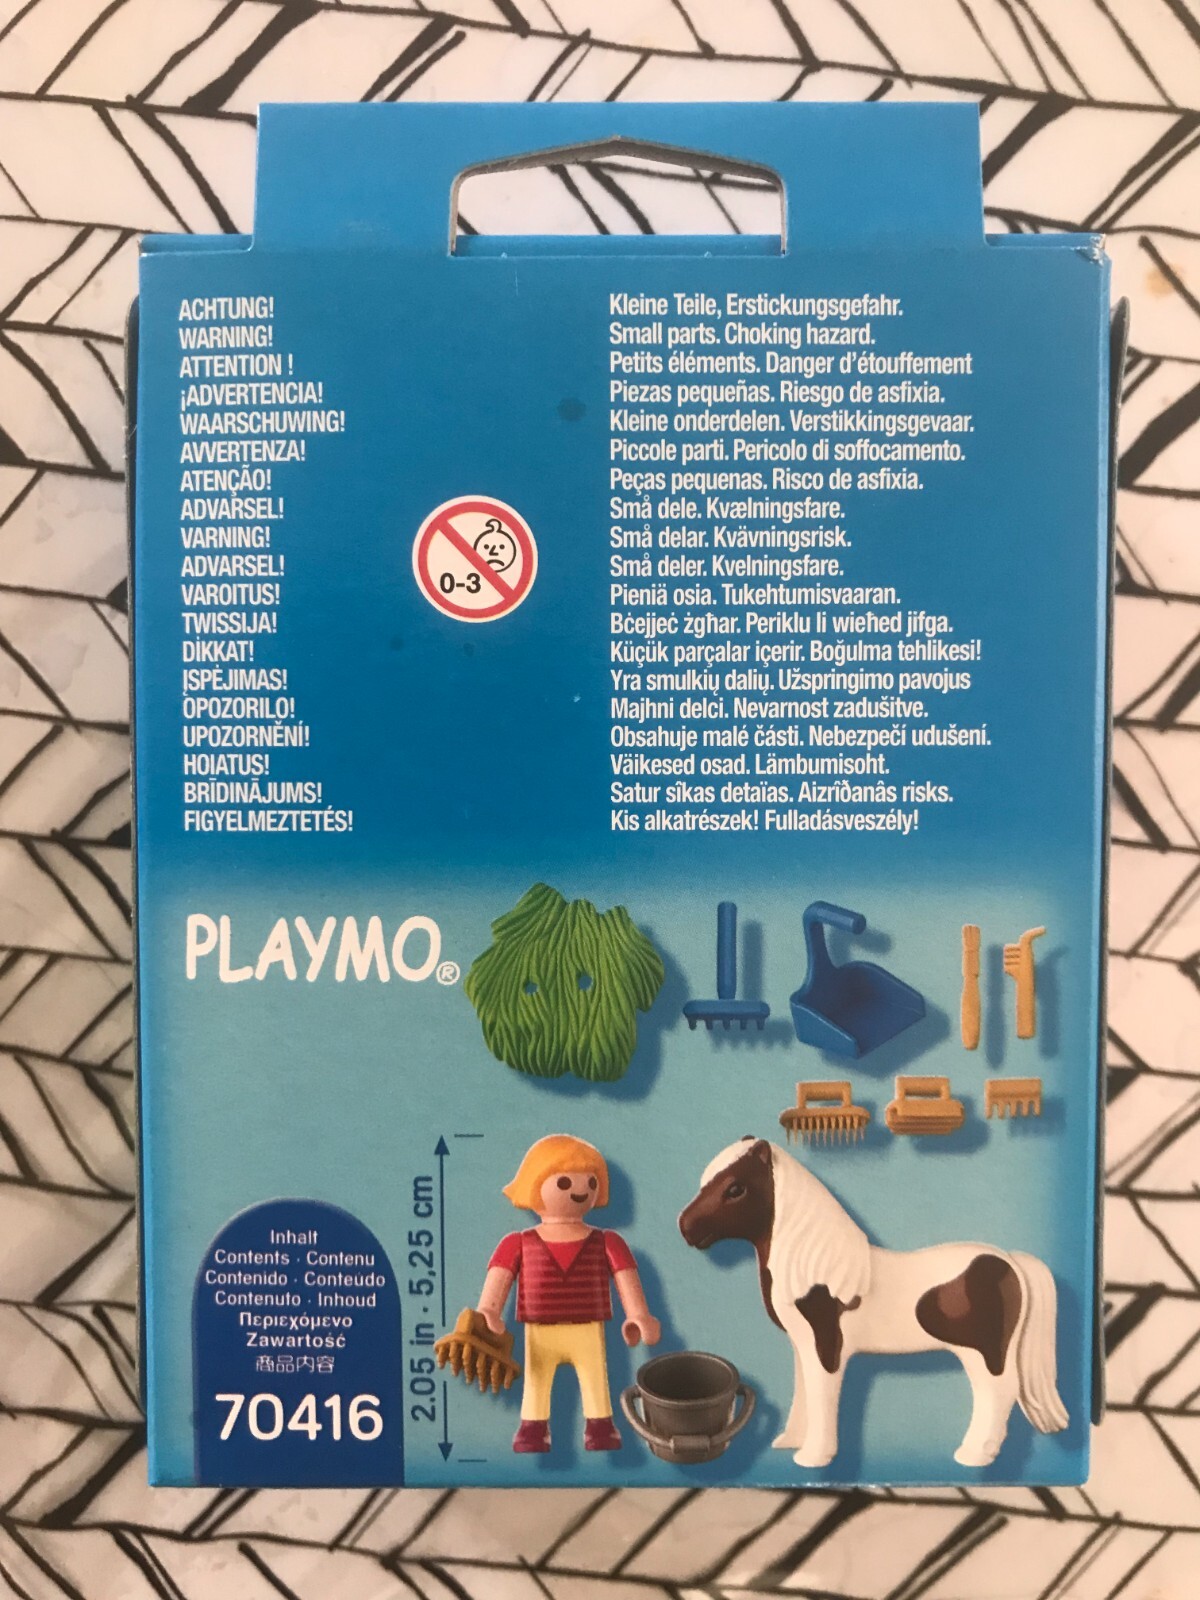 ACHTUNG! Kleine Teile, Erstickungsgefahr.
WARNING! Small parts. Choking hazard.
ATTENTION ! Petits éléments. Danger d'étouffement
¡ADVERTENCIA! Piezas pequeñas. Riesgo de asfixia.
WAARSCHUWING! Kleine onderdelen. Verstikkingsgevaar.
AVVERTENZA! Piccole parti. Pericolo di soffocamento.
ATENÇÃO! Peças pequenas. Risco de asfixia.
ADVARSEL! Små dele. Kvælningsfare.
VARNING! Små delar. Kvävningsrisk.
ADVARSEL! Små deler. Kvelningsfare.
VAROITUS! Pieniä osia. Tukehtumisvaaran.
TWISSIJA! Bċejjeċ żgħar. Periklu li wieħed jifga.
DİKKAT! Küçük parçalar içerir. Boğulma tehlikesi!
ĮSPĖJIMAS! Yra smulkių dalių. Užspringimo pavojus
OPOZORILO! Majhni delci. Nevarnost zadušitve.
UPOZORNĚNÍ! Obsahuje malé části. Nebezpečí udušení.
HOIATUS! Väikesed osad. Lämbumisoht.
BRĪDINĀJUMS! Satur sîkas detaïas. Aizrîðanâs risks.
FIGYELMEZTETÉS! Kis alkatrészek! Fulladásveszély!
0-3
PLAYMO®
2.05 in · 5,25 cm
Inhalt
Contents · Contenu
Contenido · Conteúdo
Contenuto · Inhoud
Περιεχόμενο
Zawartość
商品内容
70416